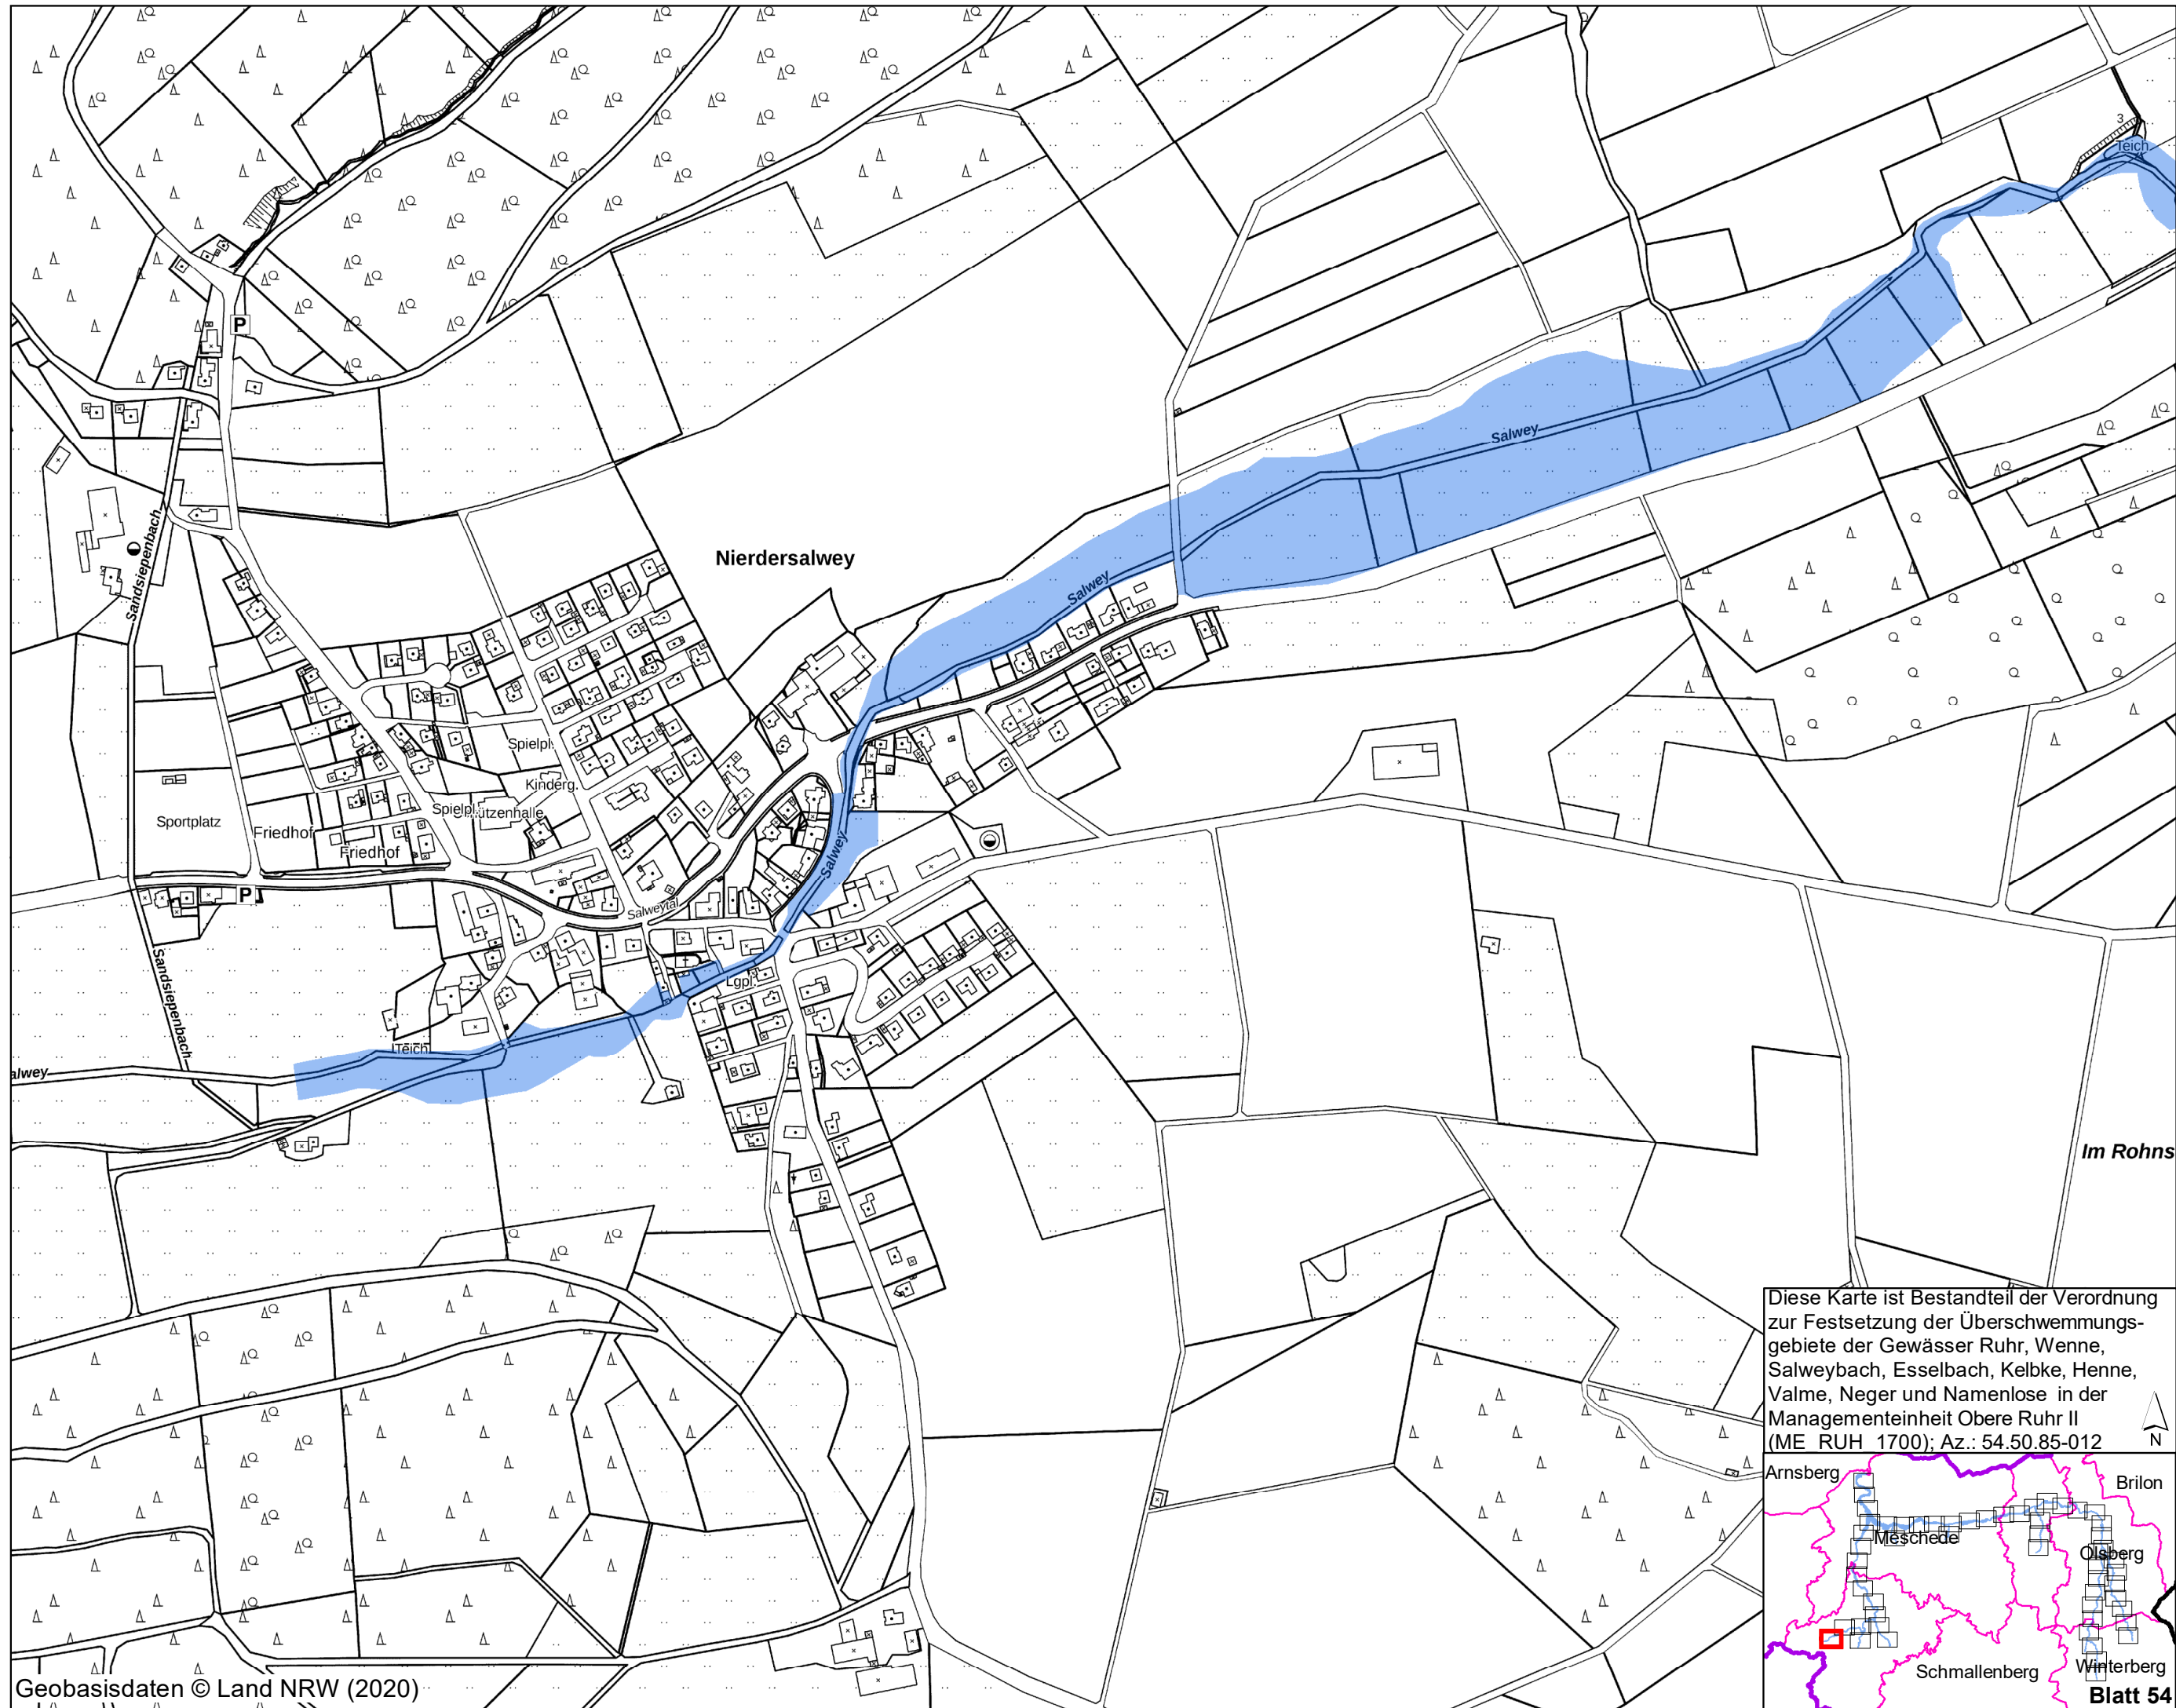 3
Teich
P
Salwey
Nierdersalwey
Salwey
Sandsiepenbach
Spielpl.
Kinderg.
Spielpl.
Sportplatz
Friedhof
Friedhof
Salwey
P
Salweytal
Sandsiepenbach
Lgpl.
Teich
alwey
Im Rohns
Diese Karte ist Bestandteil der Verordnung
zur Festsetzung der Überschwemmungs-
gebiete der Gewässer Ruhr, Wenne,
Salweybach, Esselbach, Kelbke, Henne,
Valme, Neger und Namenlose in der
Managementeinheit Obere Ruhr II
(ME_RUH_1700); Az.: 54.50.85-012
N
Arnsberg
Brilon
Meschede
Olsberg
Schmallenberg
Winterberg
Blatt 54
Geobasisdaten © Land NRW (2020)